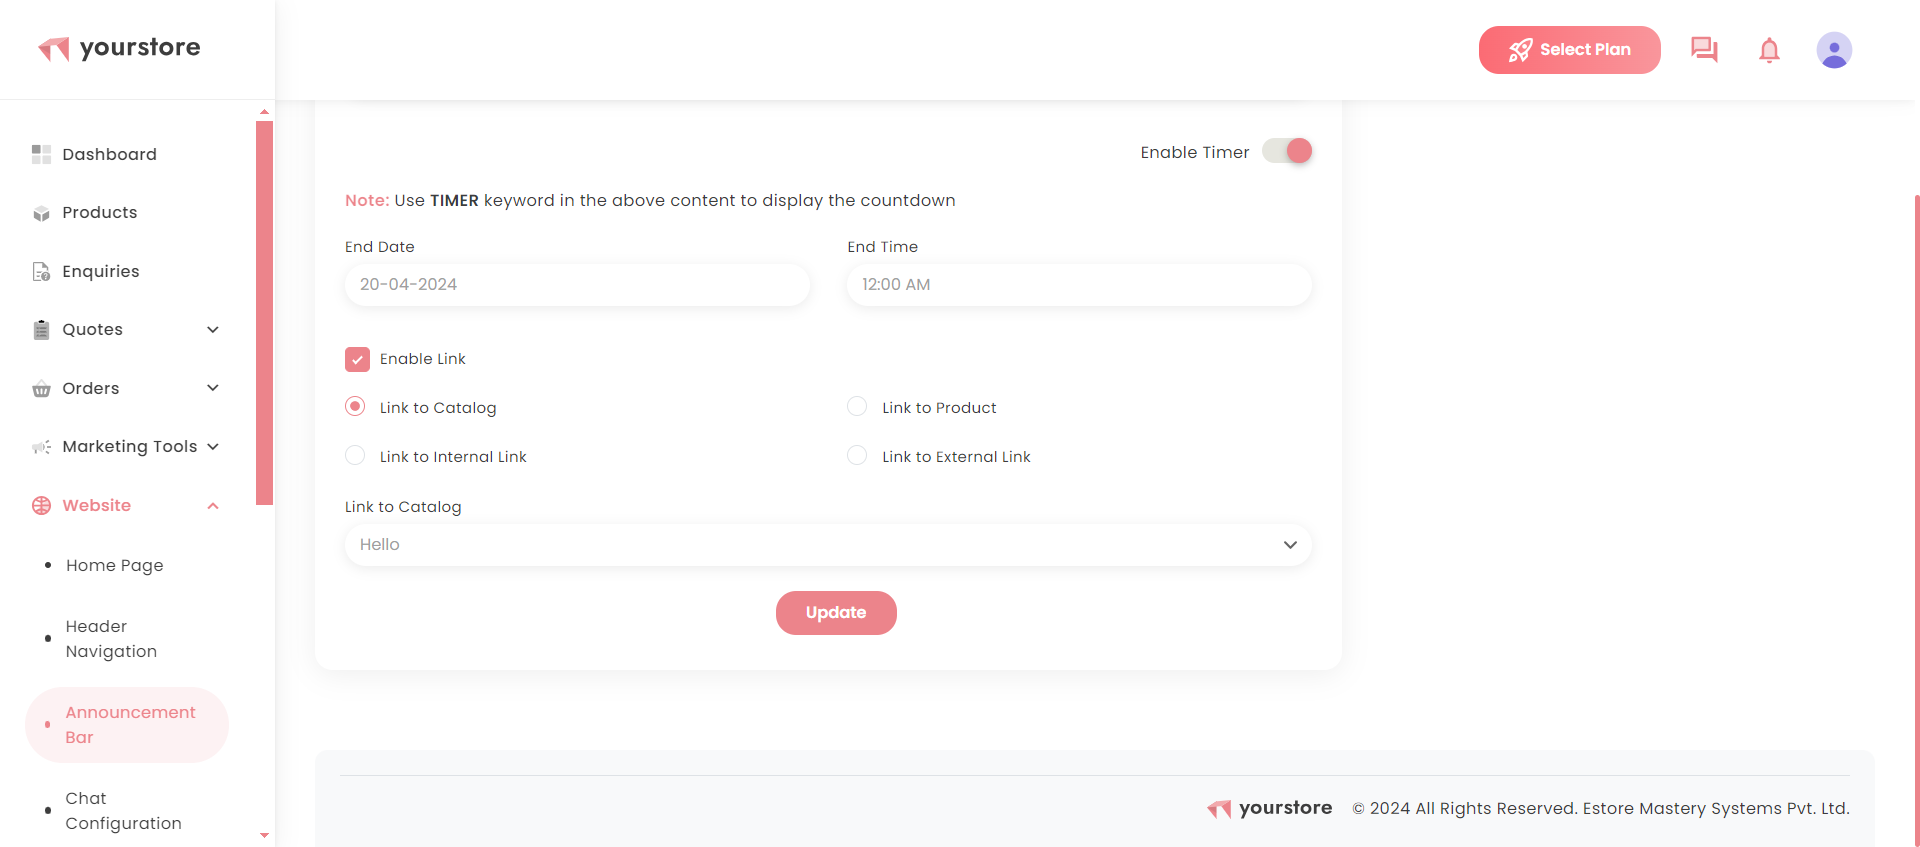 yourstore
Select Plan
Dashboard
Products
Enquiries
Quotes
Orders
Marketing Tools
Website
Home Page
Header
Navigation
Announcement
Bar
Chat
Configuration
Enable Timer
Note: Use TIMER keyword in the above content to display the countdown
End Date
End Time
20-04-2024
12:00 AM
Enable Link
Link to Catalog
Link to Product
Link to Internal Link
Link to External Link
Link to Catalog
Hello
Update
yourstore © 2024 All Rights Reserved. Estore Mastery Systems Pvt. Ltd.